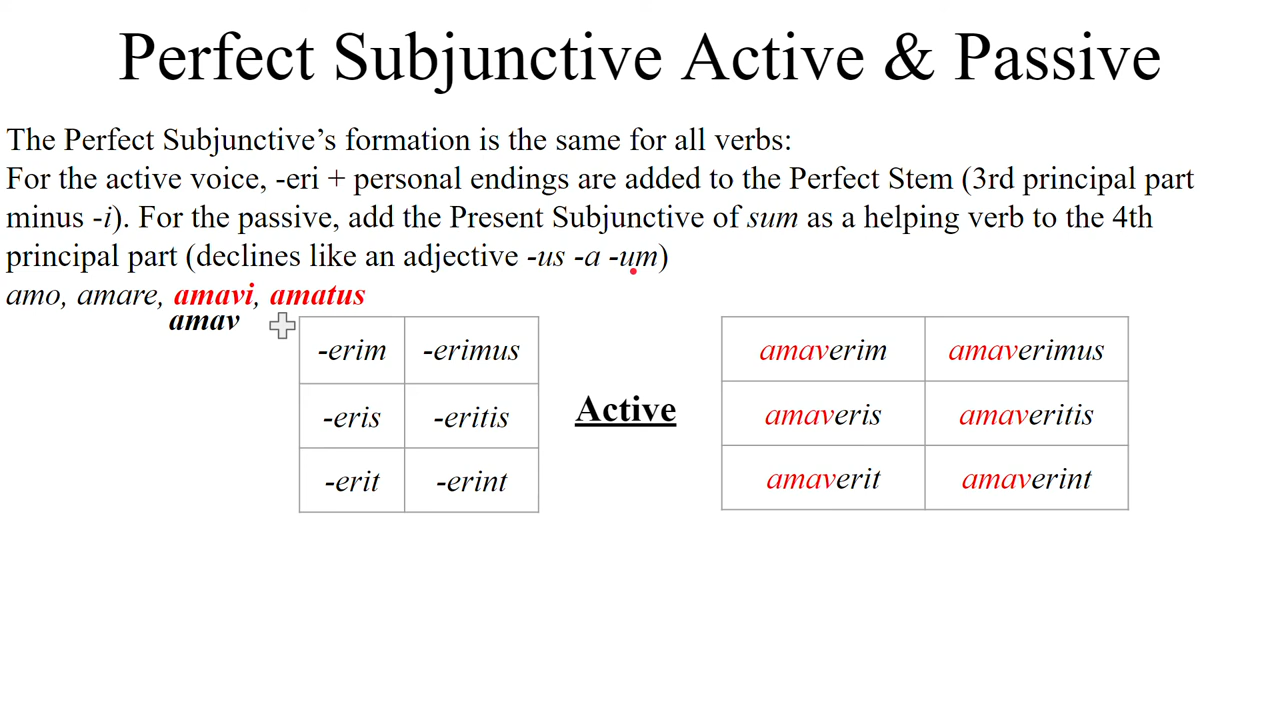 Perfect Subjunctive Active & Passive
The Perfect Subjunctive’s formation is the same for all verbs:
For the active voice, -eri + personal endings are added to the Perfect Stem (3rd principal part
minus -i). For the passive, add the Present Subjunctive of sum as a helping verb to the 4th
principal part (declines like an adjective -us -a -um)
amo, amare, amavi, amatus
amav
-erim -erimus
-eris -eritis
-erit -erint
Active
amaverim amaverimus
amaveris amaveritis
amaverit amaverint